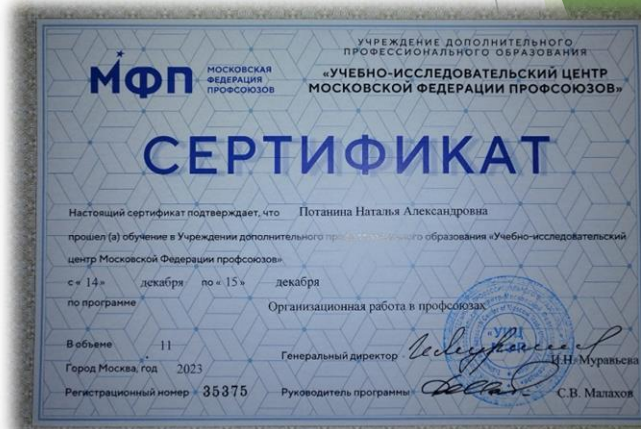 МФП
МОСКОВСКАЯ
ФЕДЕРАЦИЯ
ПРОФСОЮЗОВ
УЧРЕЖДЕНИЕ ДОПОЛНИТЕЛЬНОГО
ПРОФЕССИОНАЛЬНОГО ОБРАЗОВАНИЯ
«УЧЕБНО-ИССЛЕДОВАТЕЛЬСКИЙ ЦЕНТР
МОСКОВСКОЙ ФЕДЕРАЦИИ ПРОФСОЮЗОВ»
СЕРТИФИКАТ
Настоящий сертификат подтверждает, что Потанина Наталья Александровна
прошел (а) обучение в Учреждении дополнительного образования «Учебно-исследовательский
центр Московской Федерации профсоюзов»
с « 14» декабря по « 15» декабря
по программе Организационная работа в профсоюзах
В объеме 11
Генеральный директор И.Н. Муравьева
Город Москва, год 2023
Регистрационный номер 35375 Руководитель программы С.В. Малахов